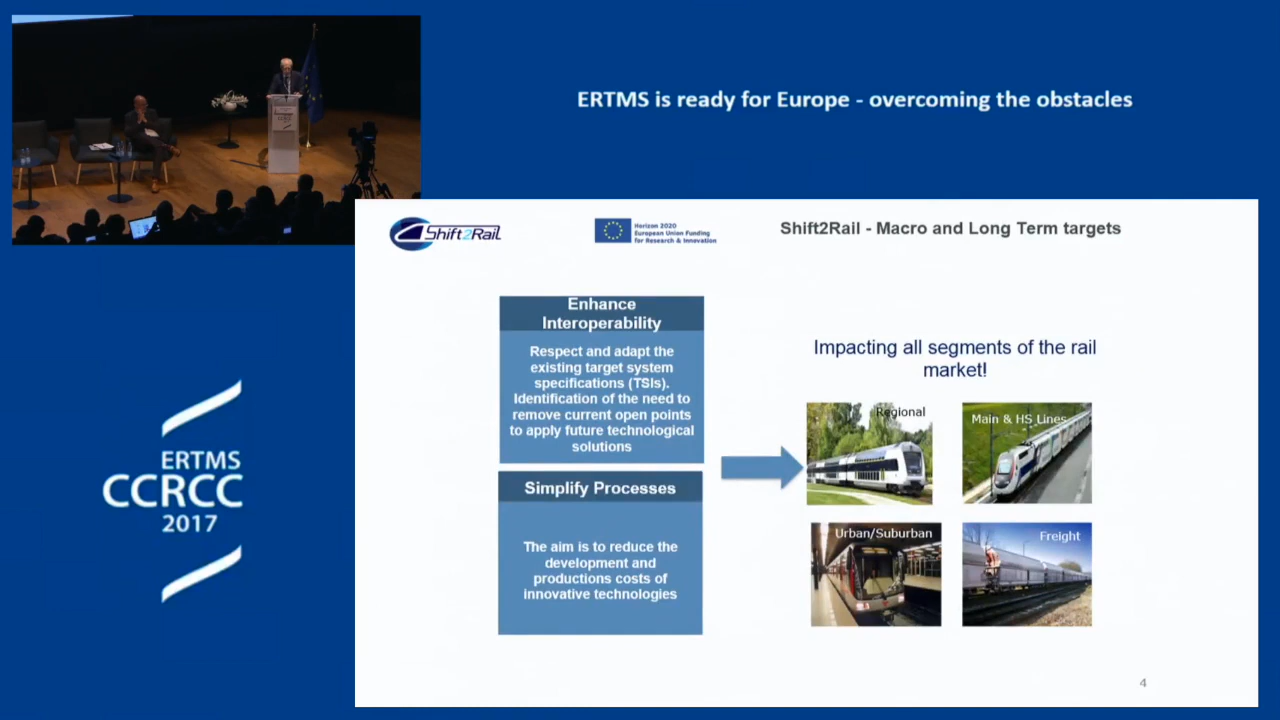 ERTMS is ready for Europe - overcoming the obstacles
Shift2Rail
Horizon 2020
European Union Funding
for Research & Innovation
Shift2Rail - Macro and Long Term targets
Enhance
Interoperability
Respect and adapt the
existing target system
specifications (TSIs).
Identification of the need to
remove current open points
to apply future technological
solutions
Simplify Processes
The aim is to reduce the
development and
productions costs of
innovative technologies
Impacting all segments of the rail
market!
Regional
Main & HS Lines
Urban/Suburban
Freight
4
ERTMS
CCRCC
2017